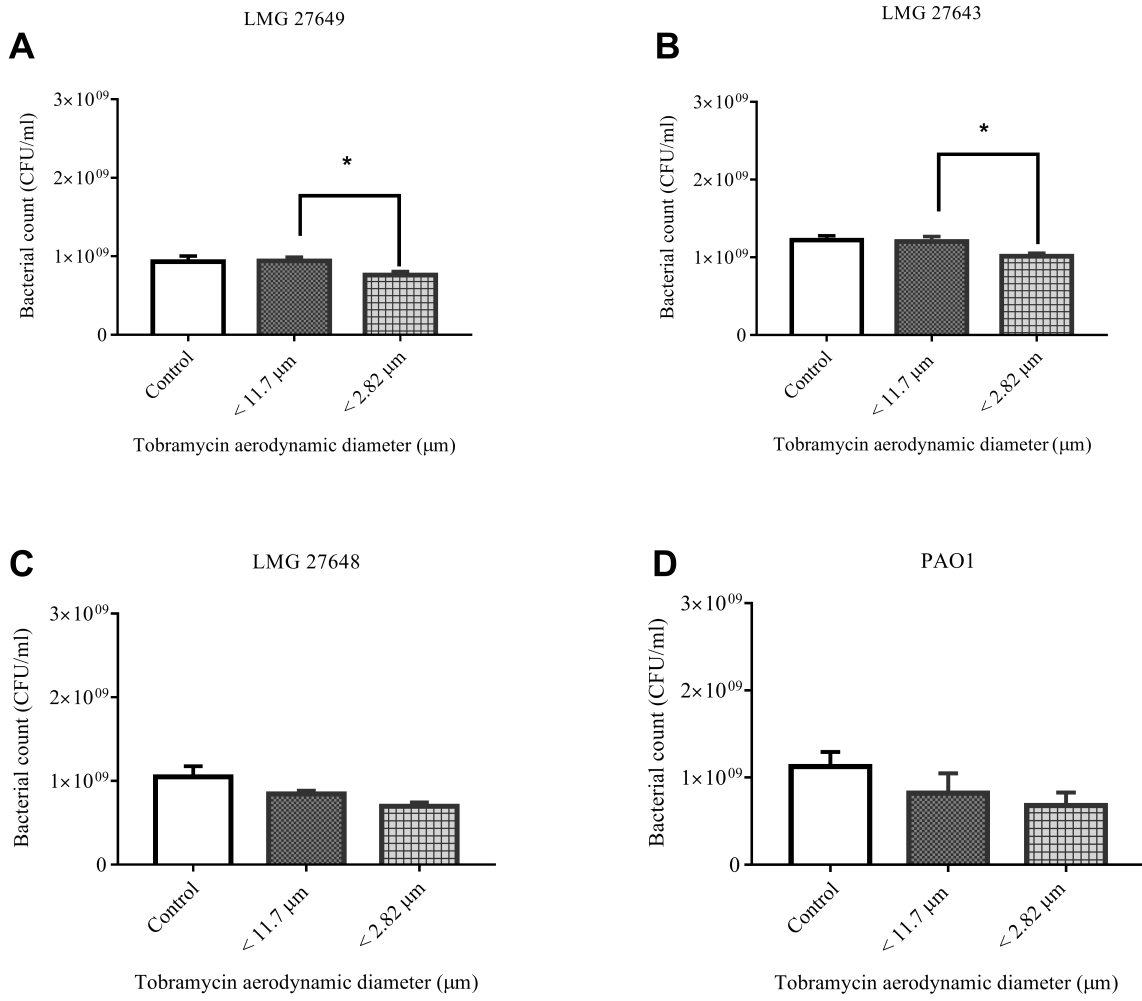 LMG 27649
A
Bacterial count (CFU/ml)
3×10⁰⁹
2×10⁰⁹
1×10⁰⁹
0
*
Control
< 11.7 μm
< 2.82 μm
Tobramycin aerodynamic diameter (μm)
LMG 27643
B
Bacterial count (CFU/ml)
3×10⁰⁹
2×10⁰⁹
1×10⁰⁹
0
*
Control
< 11.7 μm
< 2.82 μm
Tobramycin aerodynamic diameter (μm)
LMG 27648
C
Bacterial count (CFU/ml)
3×10⁰⁹
2×10⁰⁹
1×10⁰⁹
0
Control
< 11.7 μm
< 2.82 μm
Tobramycin aerodynamic diameter (μm)
PAO1
D
Bacterial count (CFU/ml)
3×10⁰⁹
2×10⁰⁹
1×10⁰⁹
0
Control
< 11.7 μm
< 2.82 μm
Tobramycin aerodynamic diameter (μm)